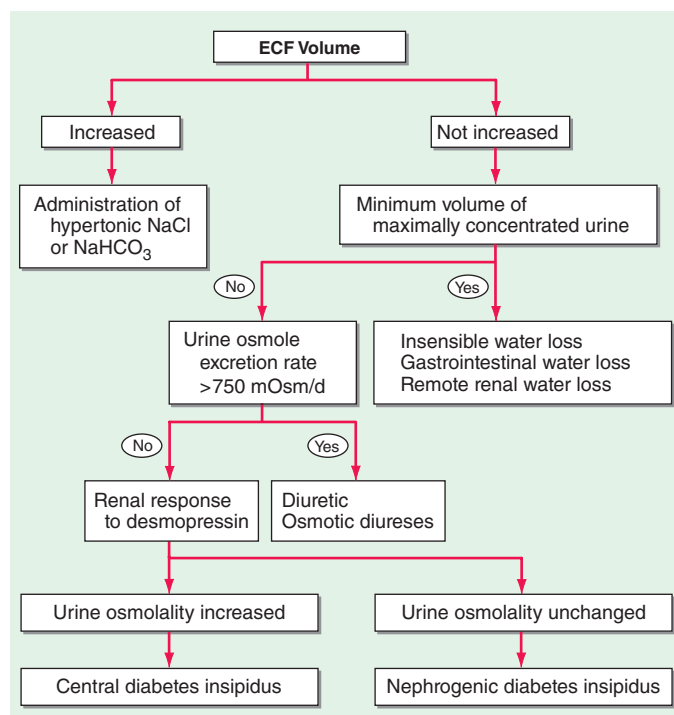 ECF Volume
Increased
Not increased
Administration of
hypertonic NaCl
or NaHCO3
Minimum volume of
maximally concentrated urine
No
Yes
Urine osmole
excretion rate
>750 mOsm/d
Insensible water loss
Gastrointestinal water loss
Remote renal water loss
No
Yes
Renal response
to desmopressin
Diuretic
Osmotic diureses
Urine osmolality increased
Urine osmolality unchanged
Central diabetes insipidus
Nephrogenic diabetes insipidus